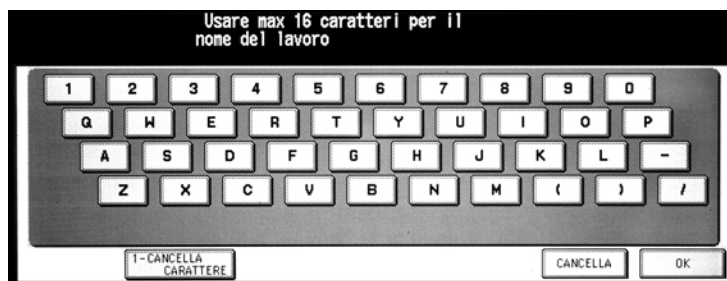 Usare max 16 caratteri per il
nome del lavoro
1 2 3 4 5 6 7 8 9 0
Q W E R T Y U I O P
A S D F G H J K L -
Z X C V B N M ( ) /
1-CANCELLA
CARATTERE
CANCELLA
OK